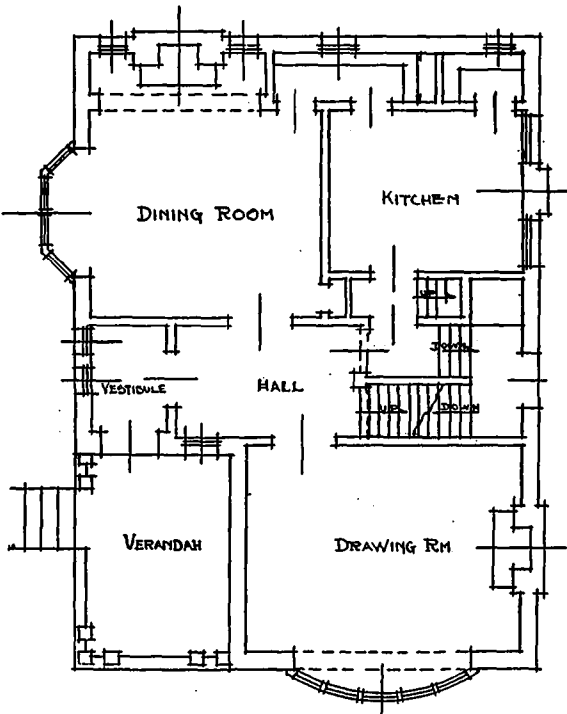 DINING ROOM
KITCHEN
UP
DOWN
VESTIBULE
HALL
UP
DOWN
VERANDAH
DRAWING RM